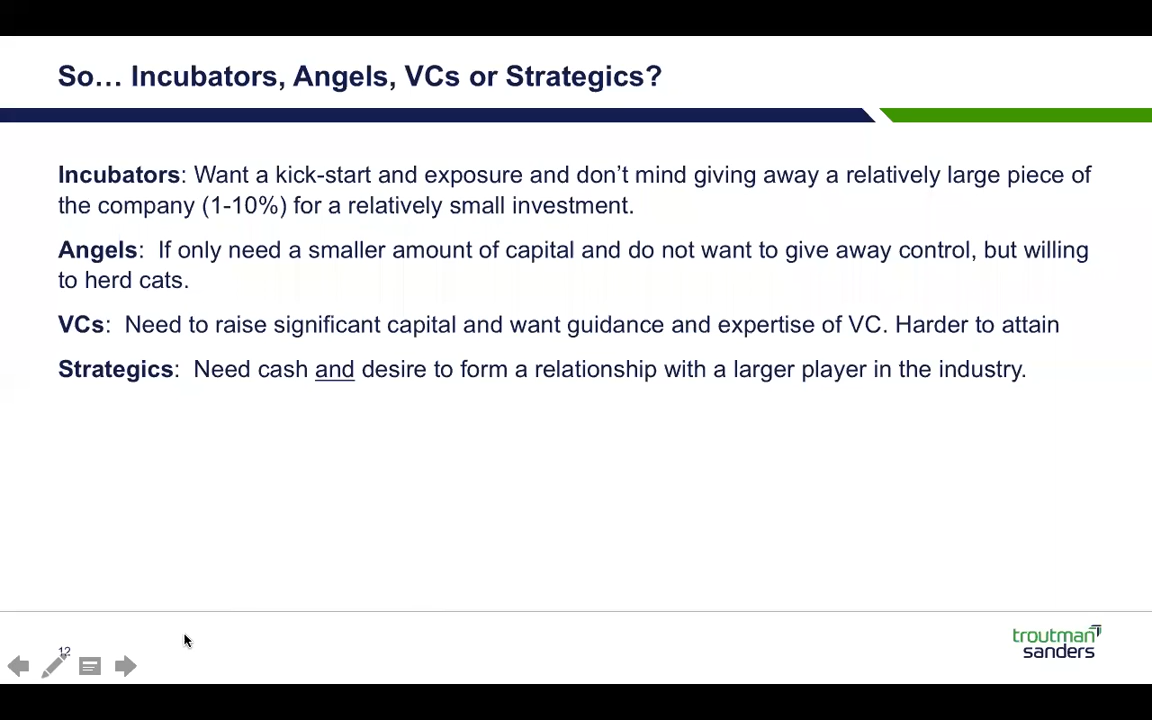 So… Incubators, Angels, VCs or Strategics?
Incubators: Want a kick-start and exposure and don’t mind giving away a relatively large piece of
the company (1-10%) for a relatively small investment.
Angels:  If only need a smaller amount of capital and do not want to give away control, but willing
to herd cats.
VCs:  Need to raise significant capital and want guidance and expertise of VC. Harder to attain
Strategics:  Need cash and desire to form a relationship with a larger player in the industry.
12
troutman
sanders